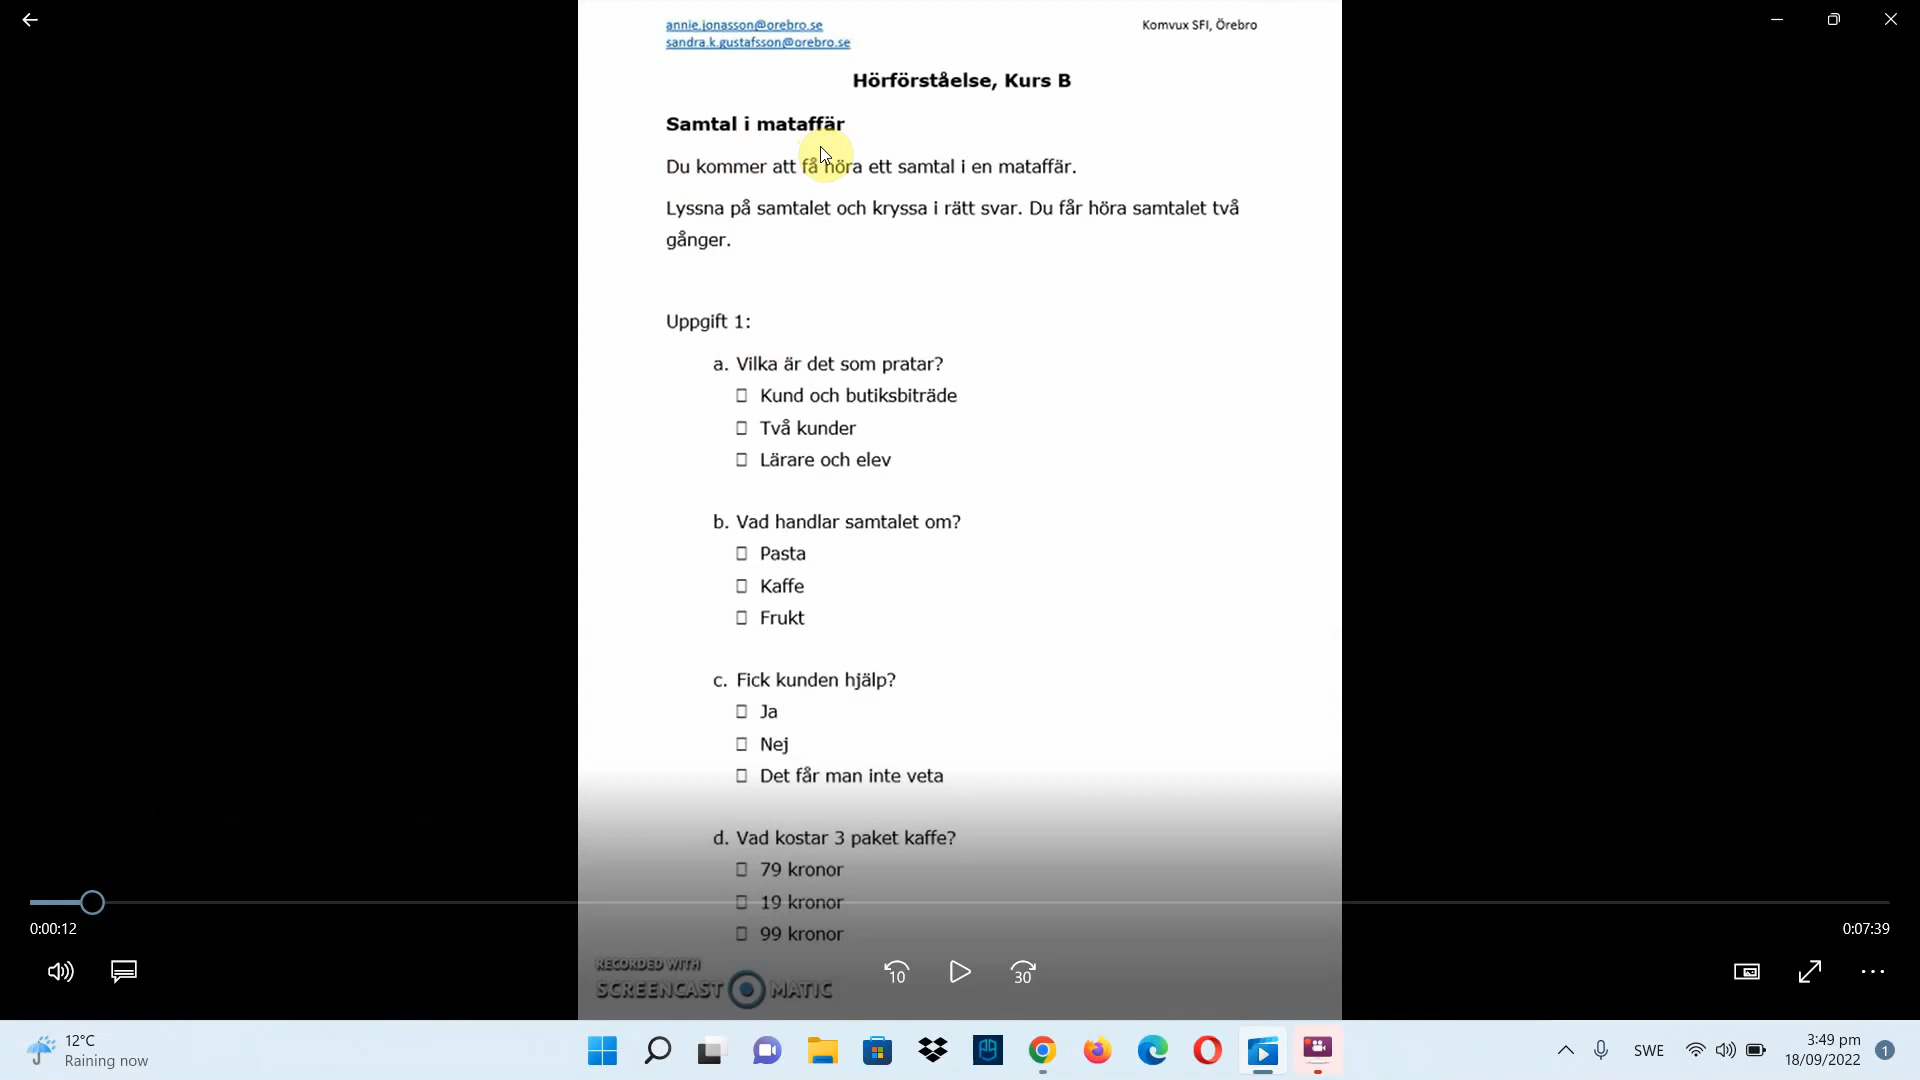 annie.jonasson@orebro.se
Komvux SFI, Örebro
sandra.k.gustafsson@orebro.se
Hörförståelse, Kurs B
Samtal i mataffär
Du kommer att få höra ett samtal i en mataffär.
Lyssna på samtalet och kryssa i rätt svar. Du får höra samtalet två
gånger.
Uppgift 1:
a. Vilka är det som pratar?
Kund och butiksbiträde
Två kunder
Lärare och elev
b. Vad handlar samtalet om?
Pasta
Kaffe
Frukt
c. Fick kunden hjälp?
Ja
Nej
Det får man inte veta
d. Vad kostar 3 paket kaffe?
79 kronor
19 kronor
99 kronor
0:00:12
0:07:39
RECORDED WITH
SCREENCAST MATIC
10
30
12°C
Raining now
SWE
3:49 pm
18/09/2022
1